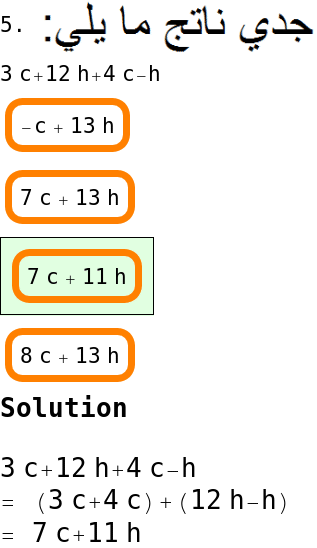 5. جدي ناتج ما يلي:
3 c+12 h+4 c−h
−c + 13 h
7 c + 13 h
7 c + 11 h
8 c + 13 h
Solution
3 c+12 h+4 c−h
= (3 c+4 c)+(12 h−h)
= 7 c+11 h